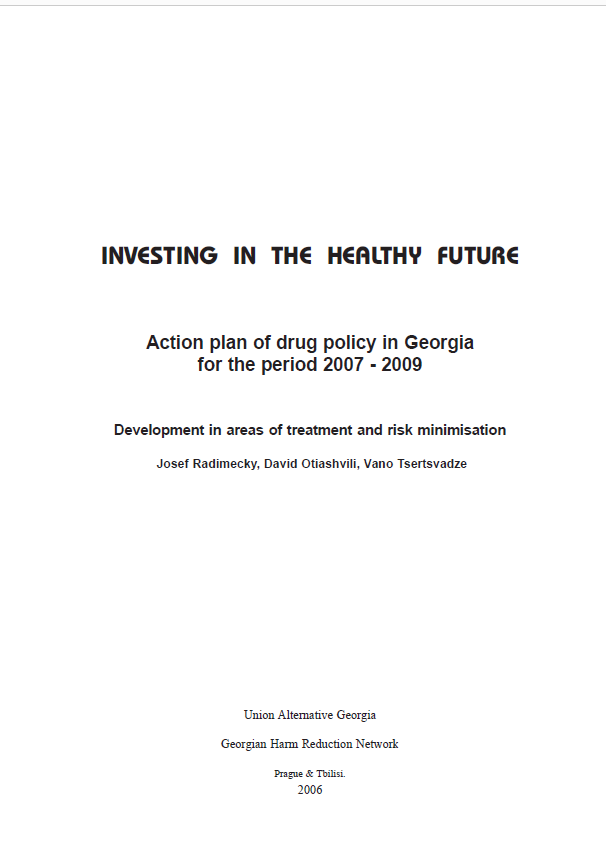 INVESTING IN THE HEALTHY FUTURE
Action plan of drug policy in Georgia
for the period 2007 - 2009
Development in areas of treatment and risk minimisation
Josef Radimecky, David Otiashvili, Vano Tsertsvadze
Union Alternative Georgia
Georgian Harm Reduction Network
Prague & Tbilisi.
2006